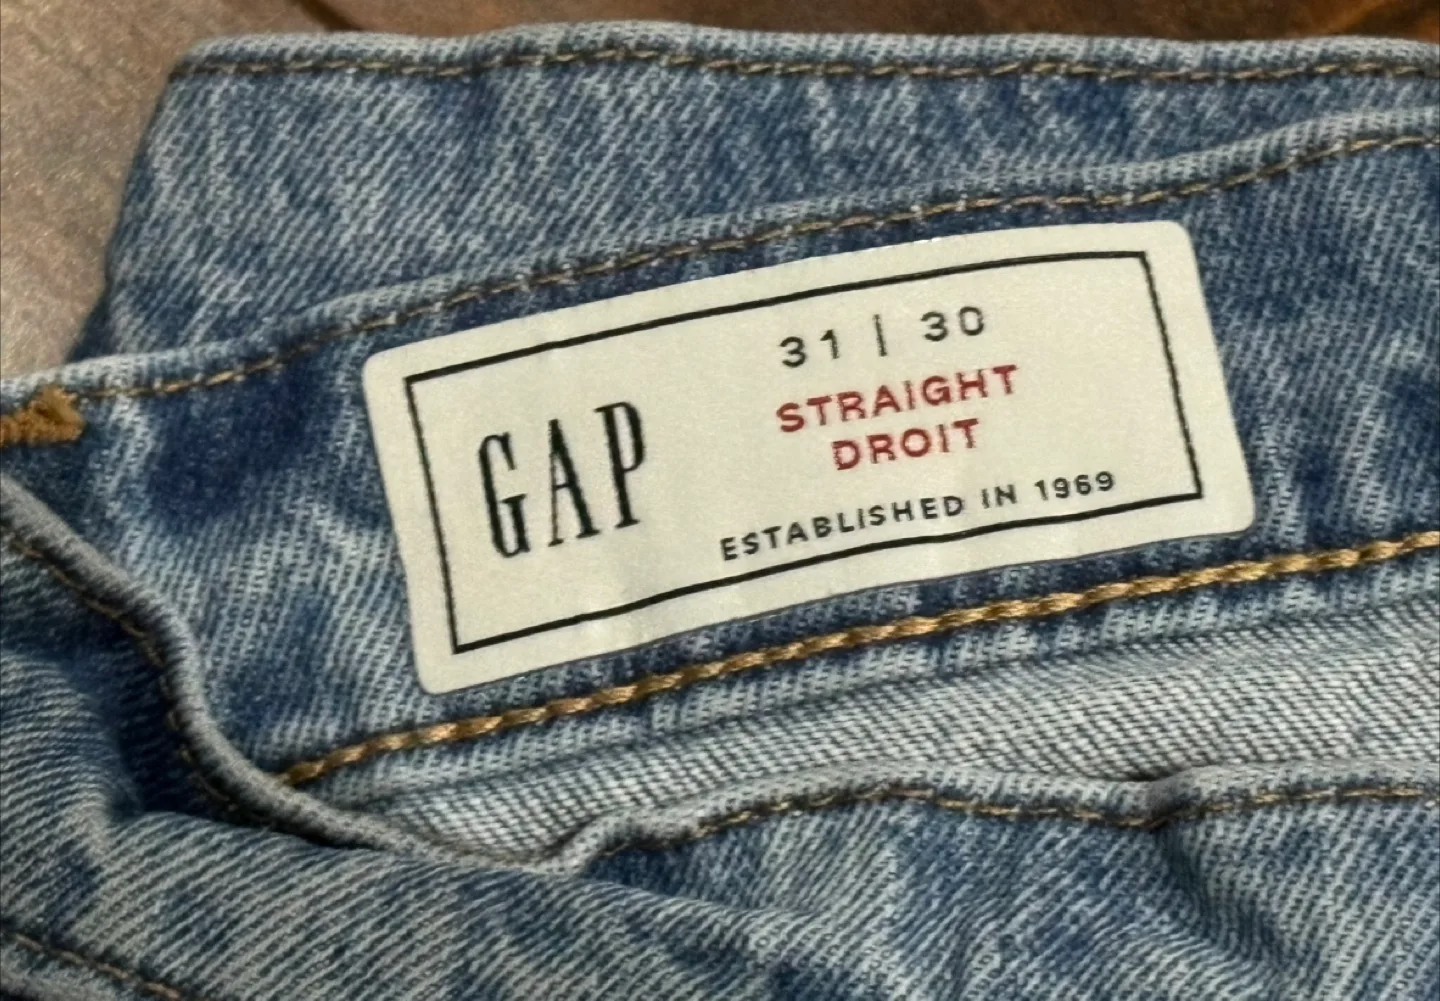 GAP
31 | 30
STRAIGHT
DROIT
ESTABLISHED IN 1969